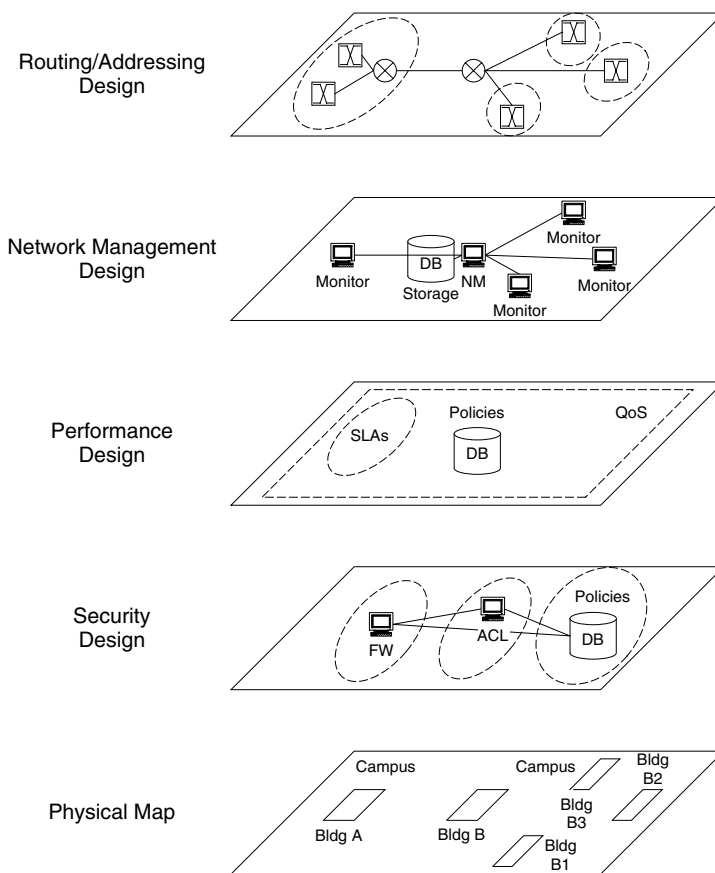 Routing/Addressing
Design
Network Management
Design
Monitor
DB
Storage
NM
Monitor
Monitor
Monitor
Performance
Design
SLAs
Policies
DB
QoS
Security
Design
FW
ACL
Policies
DB
Physical Map
Campus
Campus
Bldg A
Bldg B
Bldg
B1
Bldg
B3
Bldg
B2